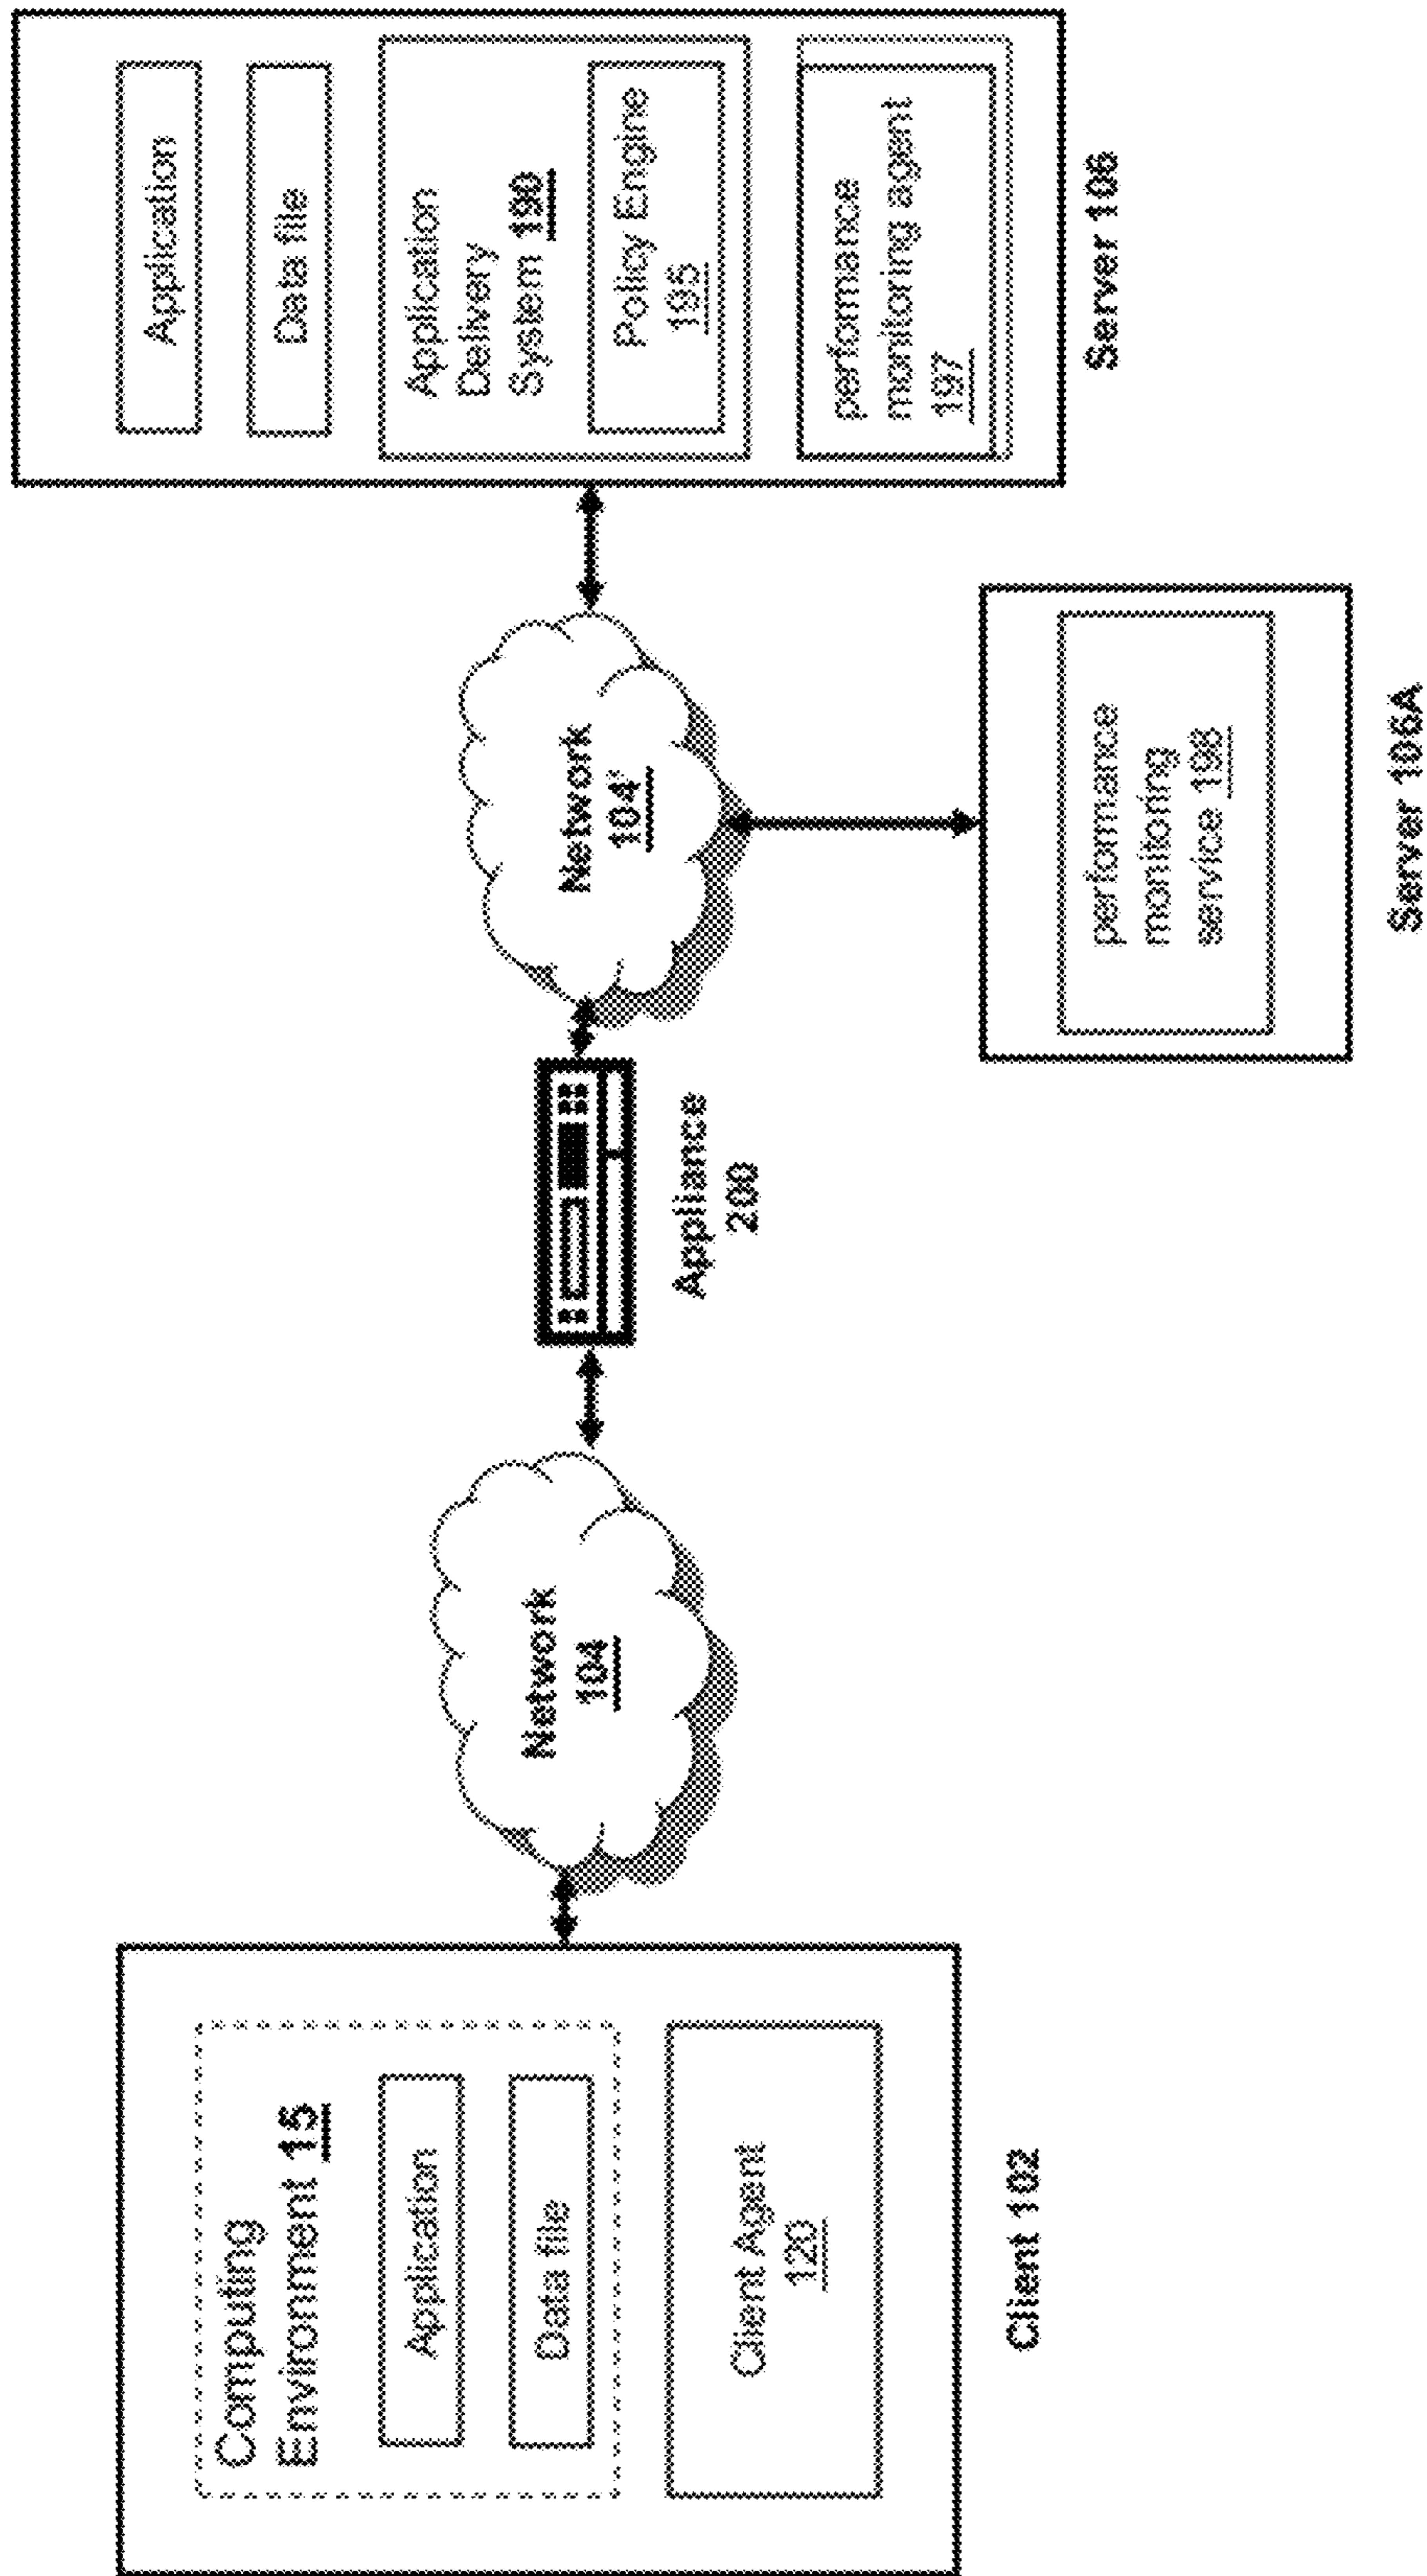 Computing
Environment 15
Application
Data file
Client Agent
120
Client 102
Network
104
Appliance
200
Network
104'
performance
monitoring
service 198
Server 106A
Application
Data file
Application
Delivery
System 190
Policy Engine
195
performance
monitoring agent
197
Server 106